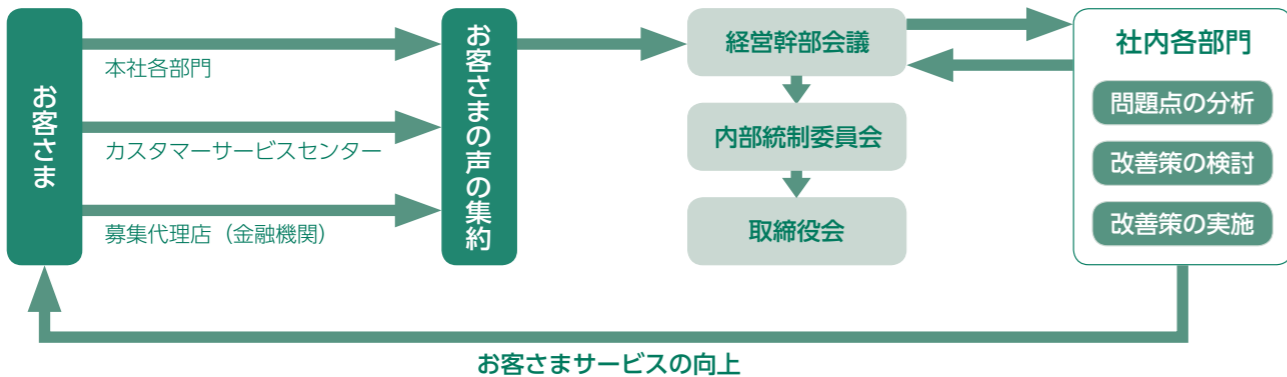 お客さま
本社各部門
カスタマーサービスセンター
募集代理店（金融機関）
お客さまの声の集約
経営幹部会議
内部統制委員会
取締役会
社内各部門
問題点の分析
改善策の検討
改善策の実施
お客さまサービスの向上